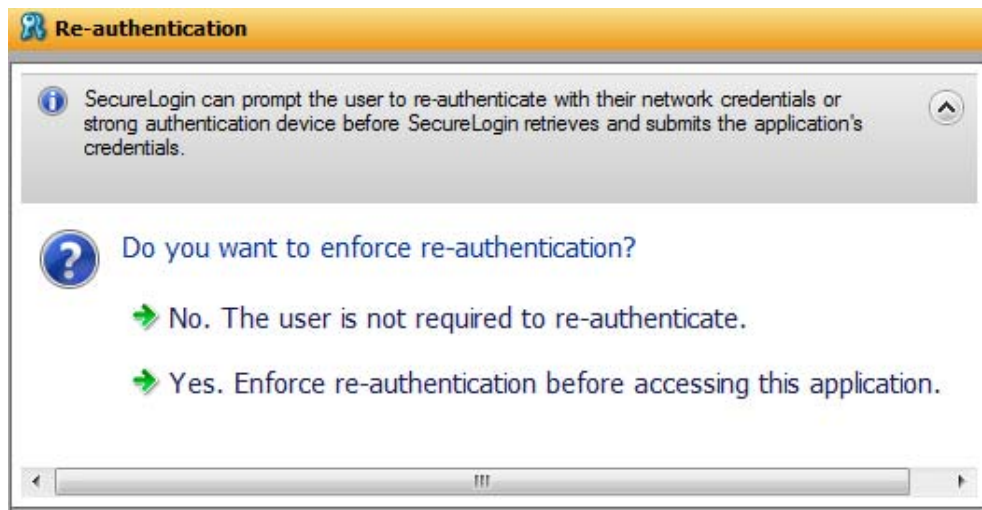 Re-authentication
SecureLogin can prompt the user to re-authenticate with their network credentials or
strong authentication device before SecureLogin retrieves and submits the application's
credentials.
Do you want to enforce re-authentication?
No. The user is not required to re-authenticate.
Yes. Enforce re-authentication before accessing this application.